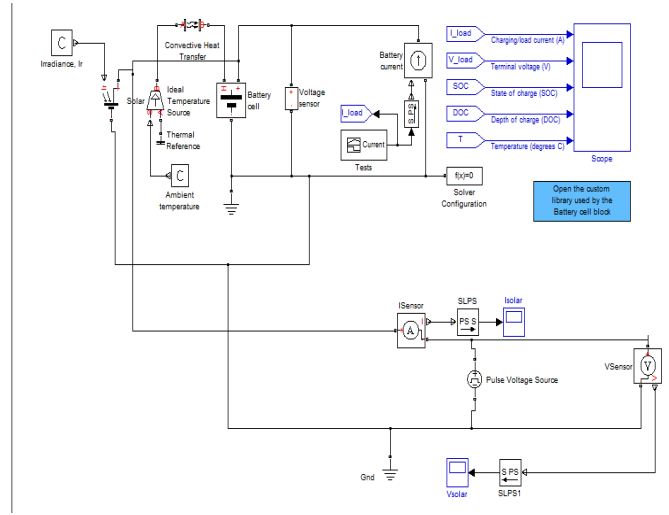 C
Irradiance, Ir
Convective Heat
Transfer
Solar
Ideal
Temperature
Source
Thermal
Reference
C
Ambient
temperature
Battery
cell
Voltage
sensor
I_load
Battery
current
S PS
Current
Tests
f(x)=0
Solver
Configuration
I_load
Charging/load current (A)
V_load
Terminal voltage (V)
SOC
State of charge (SOC)
DOC
Depth of charge (DOC)
T
Temperature (degrees C)
Scope
Open the custom
library used by the
Battery cell block
ISensor
A
I
SLPS
PS S
Isolar
Pulse Voltage Source
VSensor
V
V
Gnd
Vsolar
S PS
SLPS1